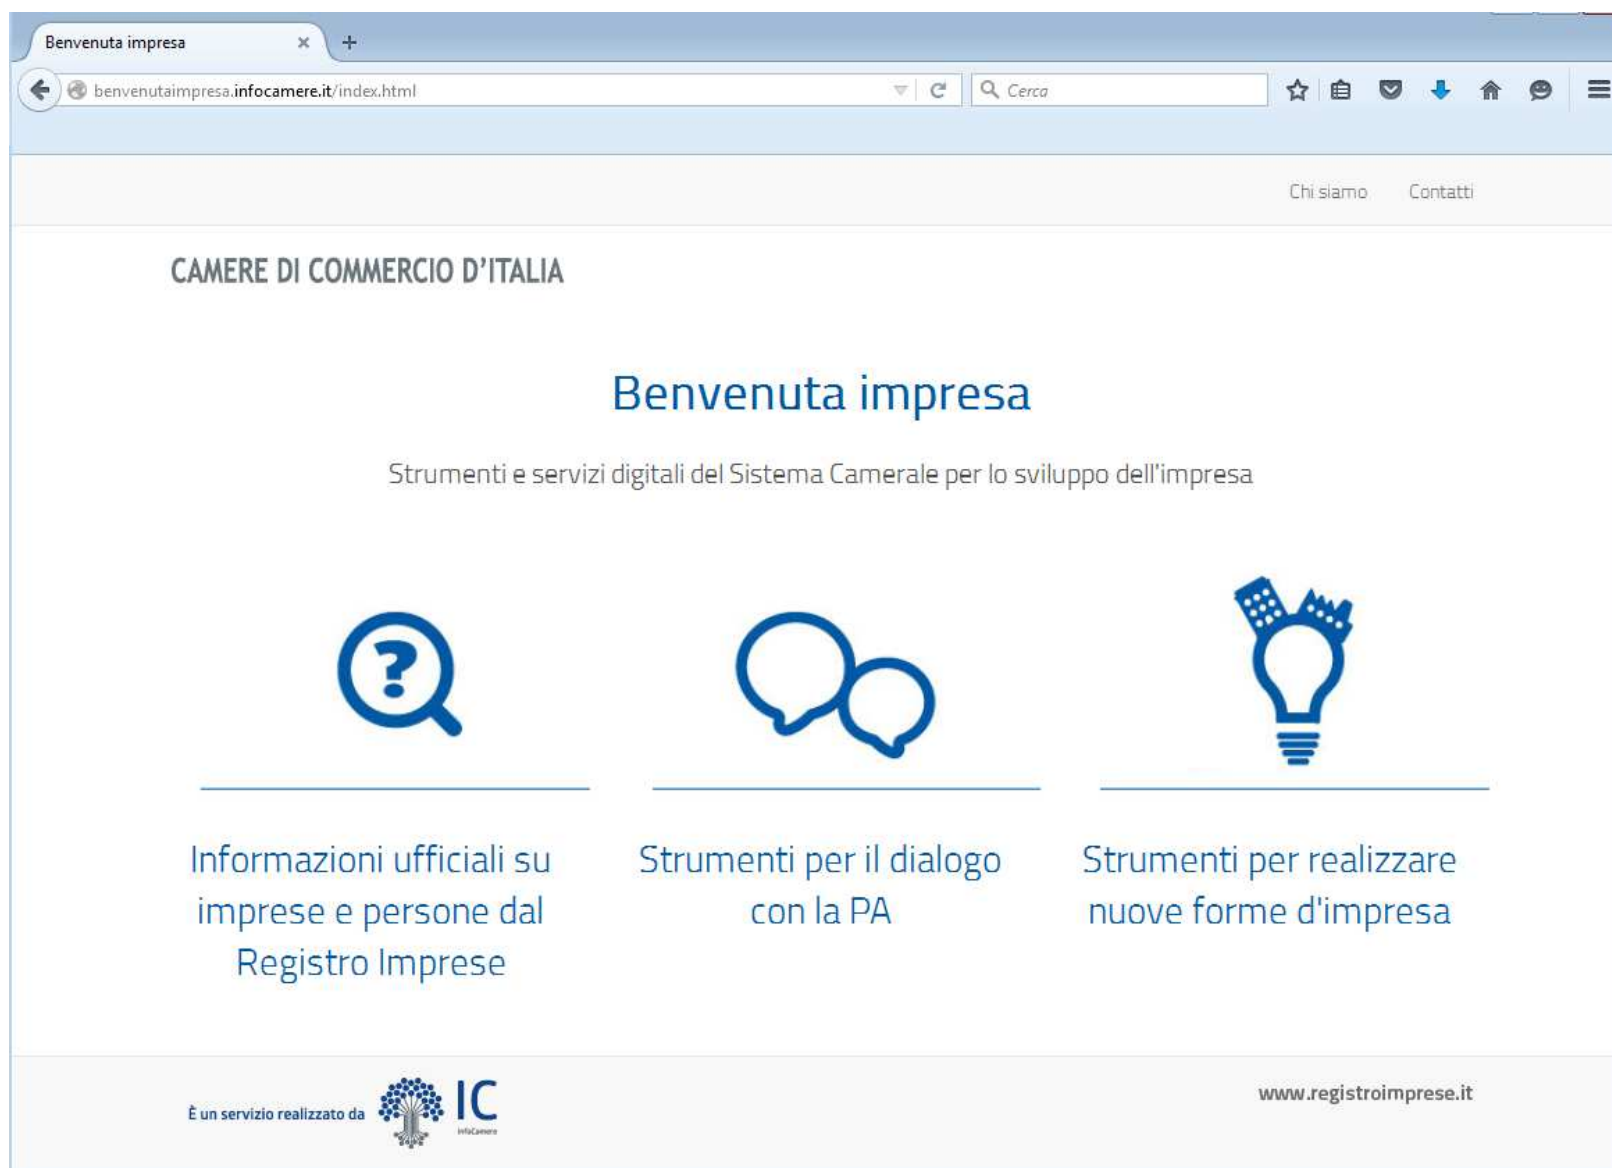 Benvenuta impresa
benvenutaimpresa.infocamere.it/index.html
Cerca
Chi siamo Contatti
CAMERE DI COMMERCIO D'ITALIA
Benvenuta impresa
Strumenti e servizi digitali del Sistema Camerale per lo sviluppo dell'impresa
?
Informazioni ufficiali su
imprese e persone dal
Registro Imprese
Strumenti per il dialogo
con la PA
Strumenti per realizzare
nuove forme d'impresa
È un servizio realizzato da
IC
InfoCamere
www.registroimprese.it